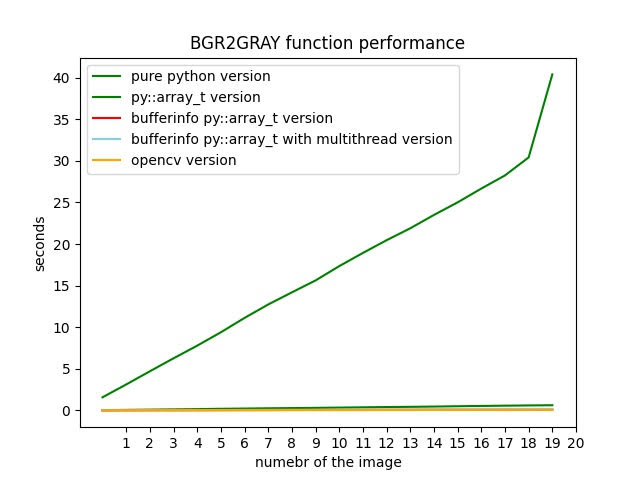 BGR2GRAY function performance
pure python version
py::array_t version
bufferinfo py::array_t version
bufferinfo py::array_t with multithread version
opencv version
40
35
30
25
20
15
10
5
0
seconds
1 2 3 4 5 6 7 8 9 10 11 12 13 14 15 16 17 18 19 20
numebr of the image